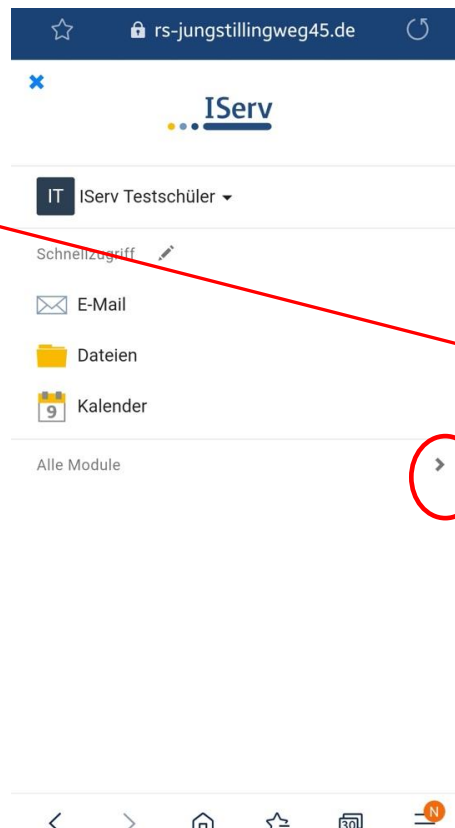 rs-jungstillingweg45.de
IServ
IT IServ Testschüler
Schnellzugriff
E-Mail
Dateien
9 Kalender
Alle Module
30 N